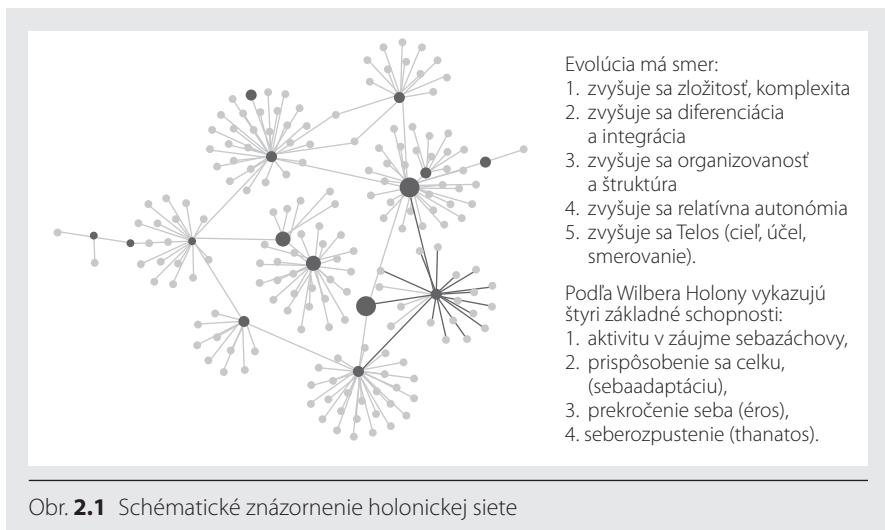 Evolúcia má smer:
1. zvyšuje sa zložitosť, komplexita
2. zvyšuje sa diferenciácia
a integrácia
3. zvyšuje sa organizovanosť
a štruktúra
4. zvyšuje sa relatívna autonómia
5. zvyšuje sa Telos (cieľ, účel,
smerovanie).
Podľa Wilbera Holony vykazujú
štyri základné schopnosti:
1. aktivitu v záujme sebazáchovy,
2. prispôsobenie sa celku,
(sebaadaptáciu),
3. prekročenie seba (éros),
4. seberozpustenie (thanatos).
Obr. 2.1 Schématické znázornenie holonickej siete